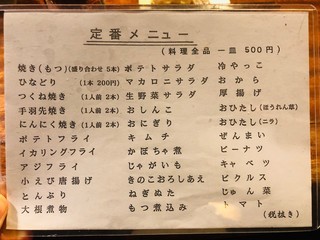 定番メニュー
(料理全品 一皿 500円)
焼き(もつ)(盛り合わせ 5本)
ひなどり (1本 200円)
つくね焼き (1人前 2本)
手羽先焼き (1人前 2本)
にんにく焼き (1人前 2本)
ポテトフライ
イカリングフライ
アジフライ
小えび唐揚げ
とんぶり
大根煮物
ポテトサラダ
マカロニサラダ
生野菜サラダ
おしんこ
おにぎり
キムチ
かぼちゃ煮
じゃがいも
きのこおろしあえ
ねぎぬた
もつ煮込み
冷やっこ
おから
厚揚げ
おひたし(ほうれん草)
おひたし(ニラ)
ぜんまい
ピーナツ
キャベツ
ピクルス
じゅん菜
トマト
(税抜き)